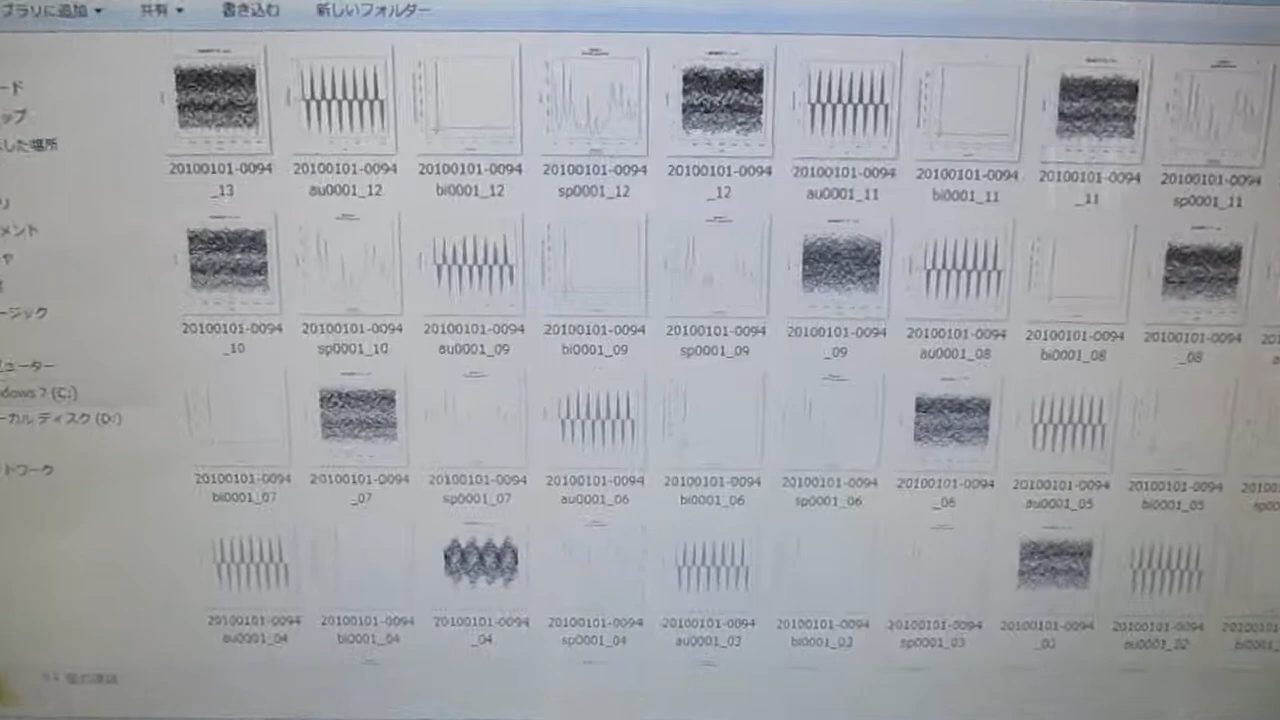 ブラリに追加 ▼ 共有 ▼ 書き込む 新しいフォルダー
ード
ップ
した場所
リ
メント
ャ
ージック
ューター
dows 7 (C:)
ーカル ディスク (D:)
トワーク
20100101-0094 20100101-0094 20100101-0094 20100101-0094 20100101-0094 20100101-0094 20100101-0094 20100101-0094 20100101-0094
_13 au0001_12 bi0001_12 sp0001_12 _12 au0001_11 bi0001_11 _11 sp0001_11
20100101-0094 20100101-0094 20100101-0094 20100101-0094 20100101-0094 20100101-0094 20100101-0094 20100101-0094 20100101-0094
_10 sp0001_10 au0001_09 bi0001_09 sp0001_09 _09 au0001_08 bi0001_08 _08
20100101-0094 20100101-0094 20100101-0094 20100101-0094 20100101-0094 20100101-0094 20100101-0094 20100101-0094 20100101-0094
bi0001_07 _07 sp0001_07 au0001_06 bi0001_06 sp0001_06 _06 au0001_05 bi0001_05
20100101-0094 20100101-0094 20100101-0094 20100101-0094 20100101-0094 20100101-0094 20100101-0094 20100101-0094 20100101-0094
au0001_04 bi0001_04 _04 sp0001_04 au0001_03 bi0001_03 sp0001_03 _03 au0001_02